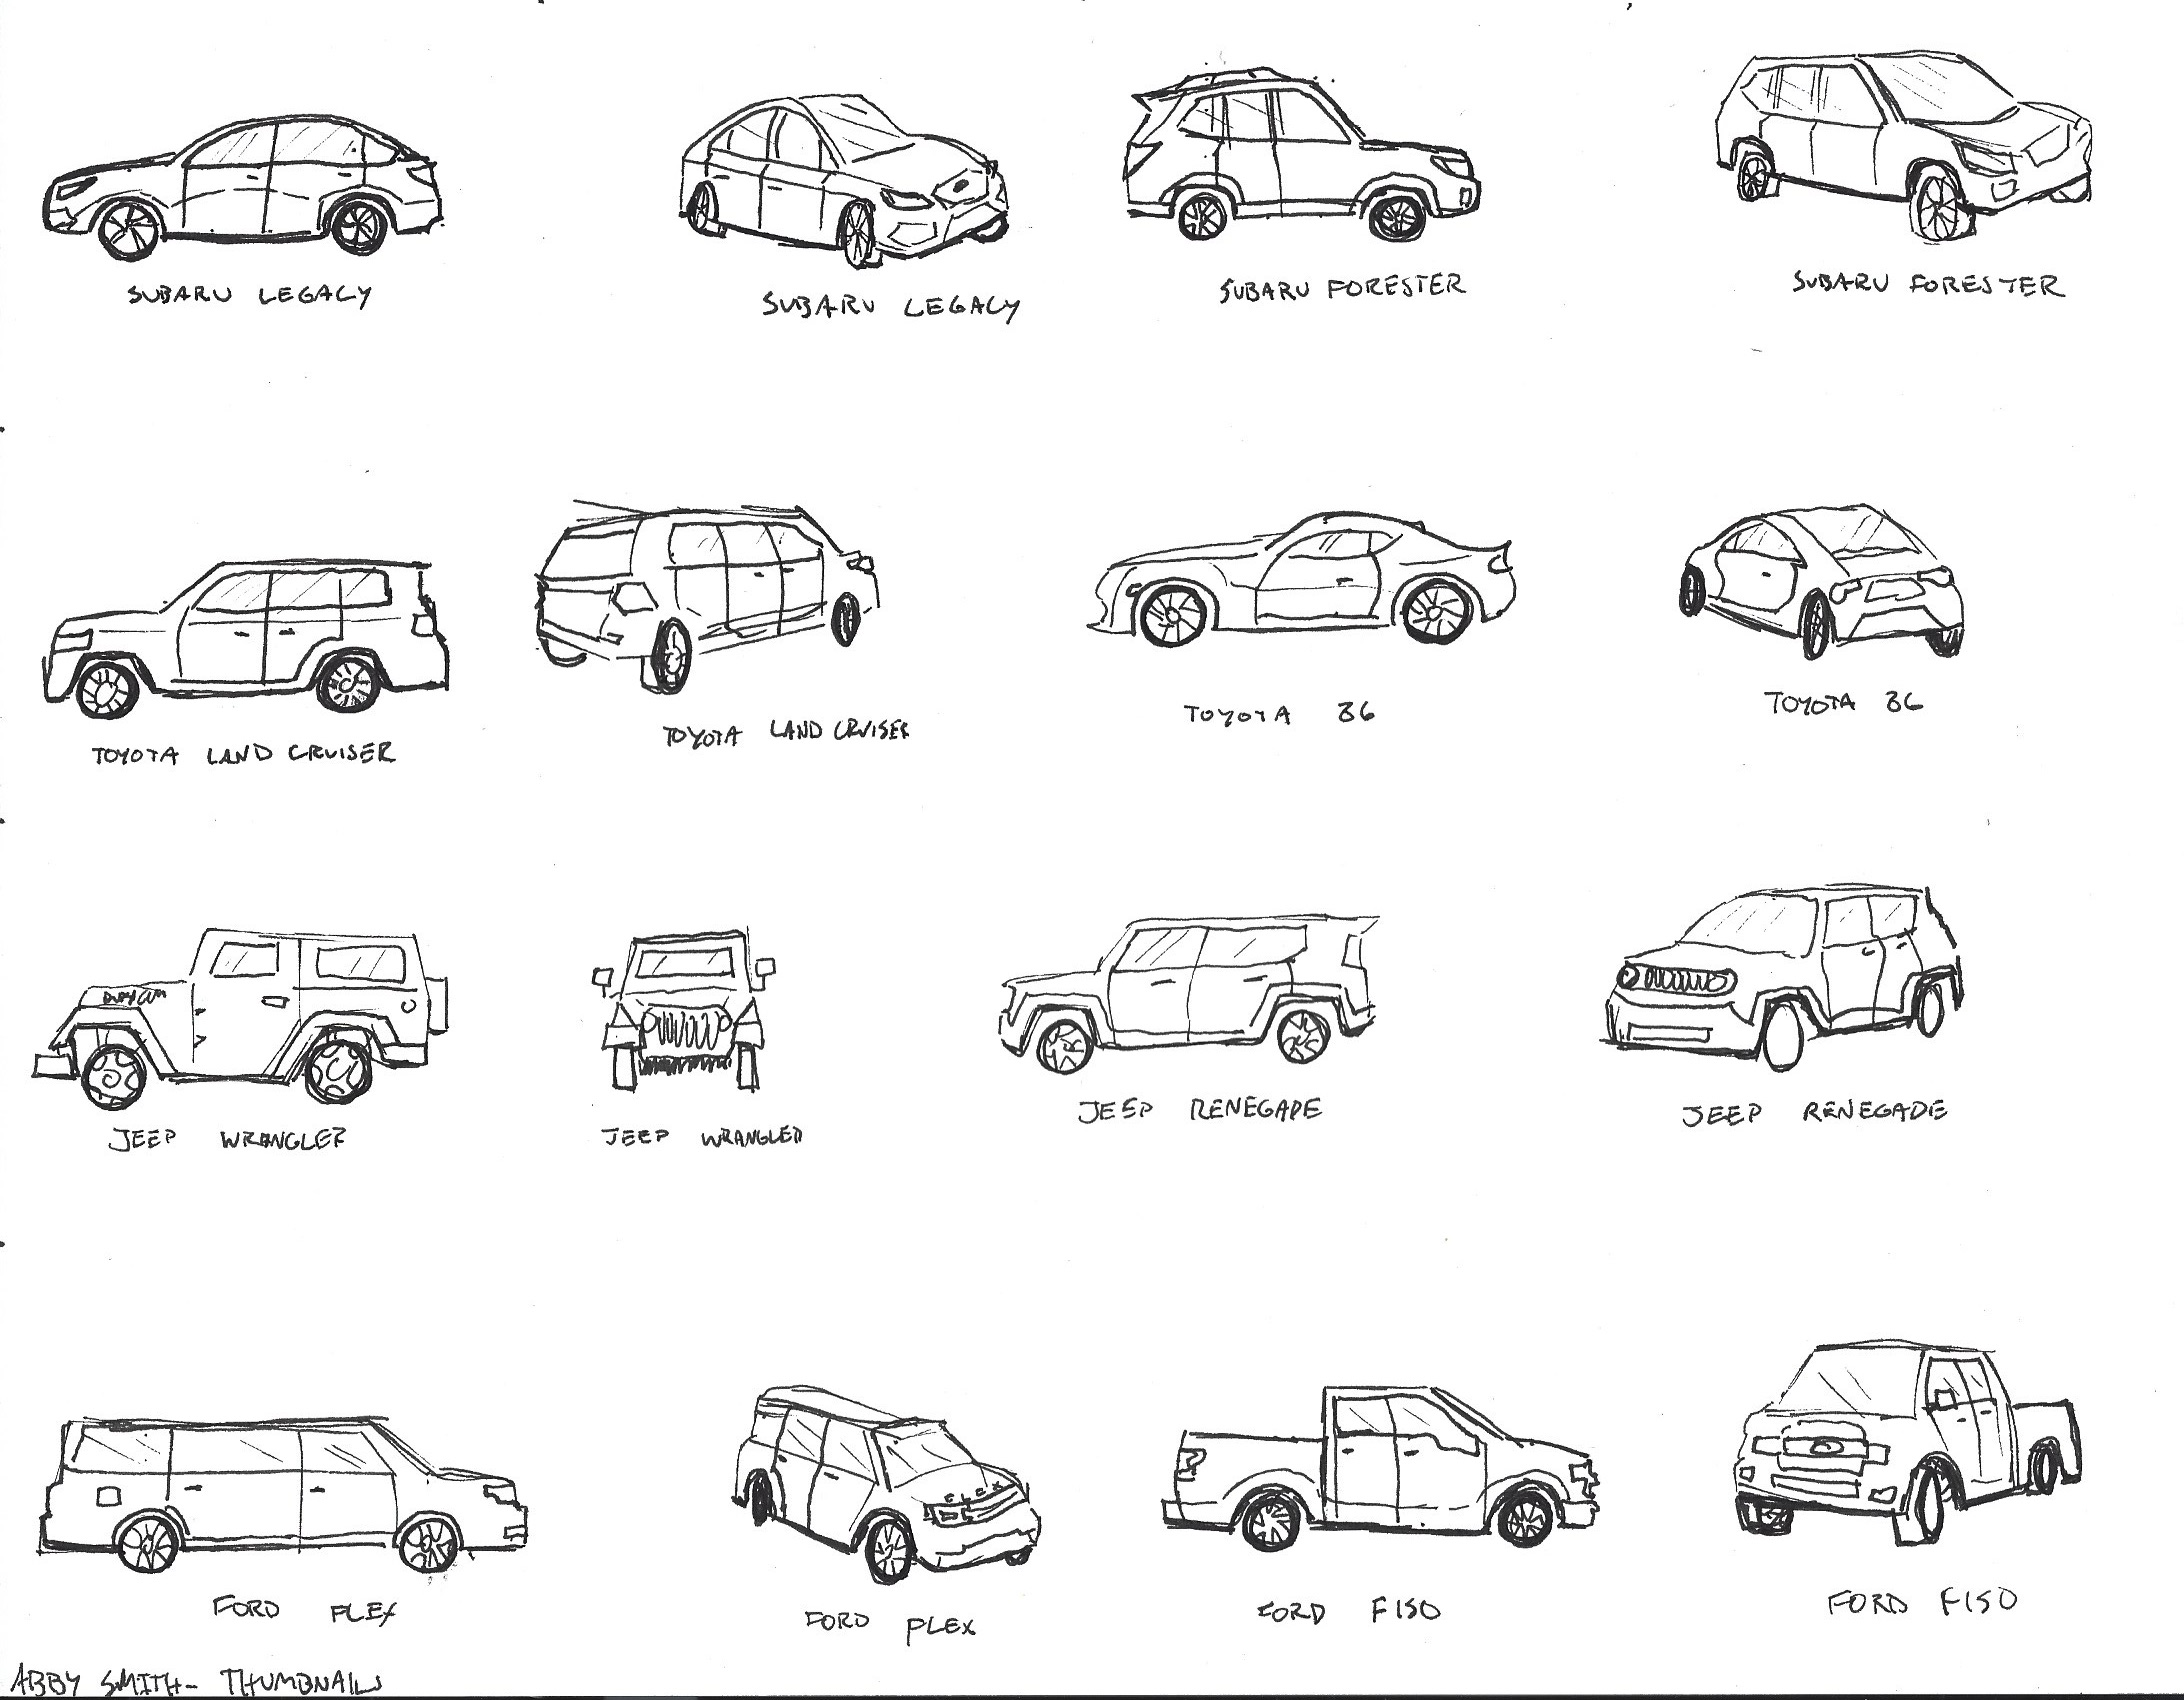 SUBARU LEGACY
SUBARU LEGACY
SUBARU FORESTER
SUBARU FORESTER
TOYOTA LAND CRUISER
TOYOTA LAND CRUISER
TOYOTA 86
TOYOTA 86
JEEP WRANGLER
JEEP WRANGLER
JEEP RENEGADE
JEEP RENEGADE
FLEX
FORD FLEX
FORD FLEX
FORD F150
FORD F150
ABBY SMITH- THUMBNAILS